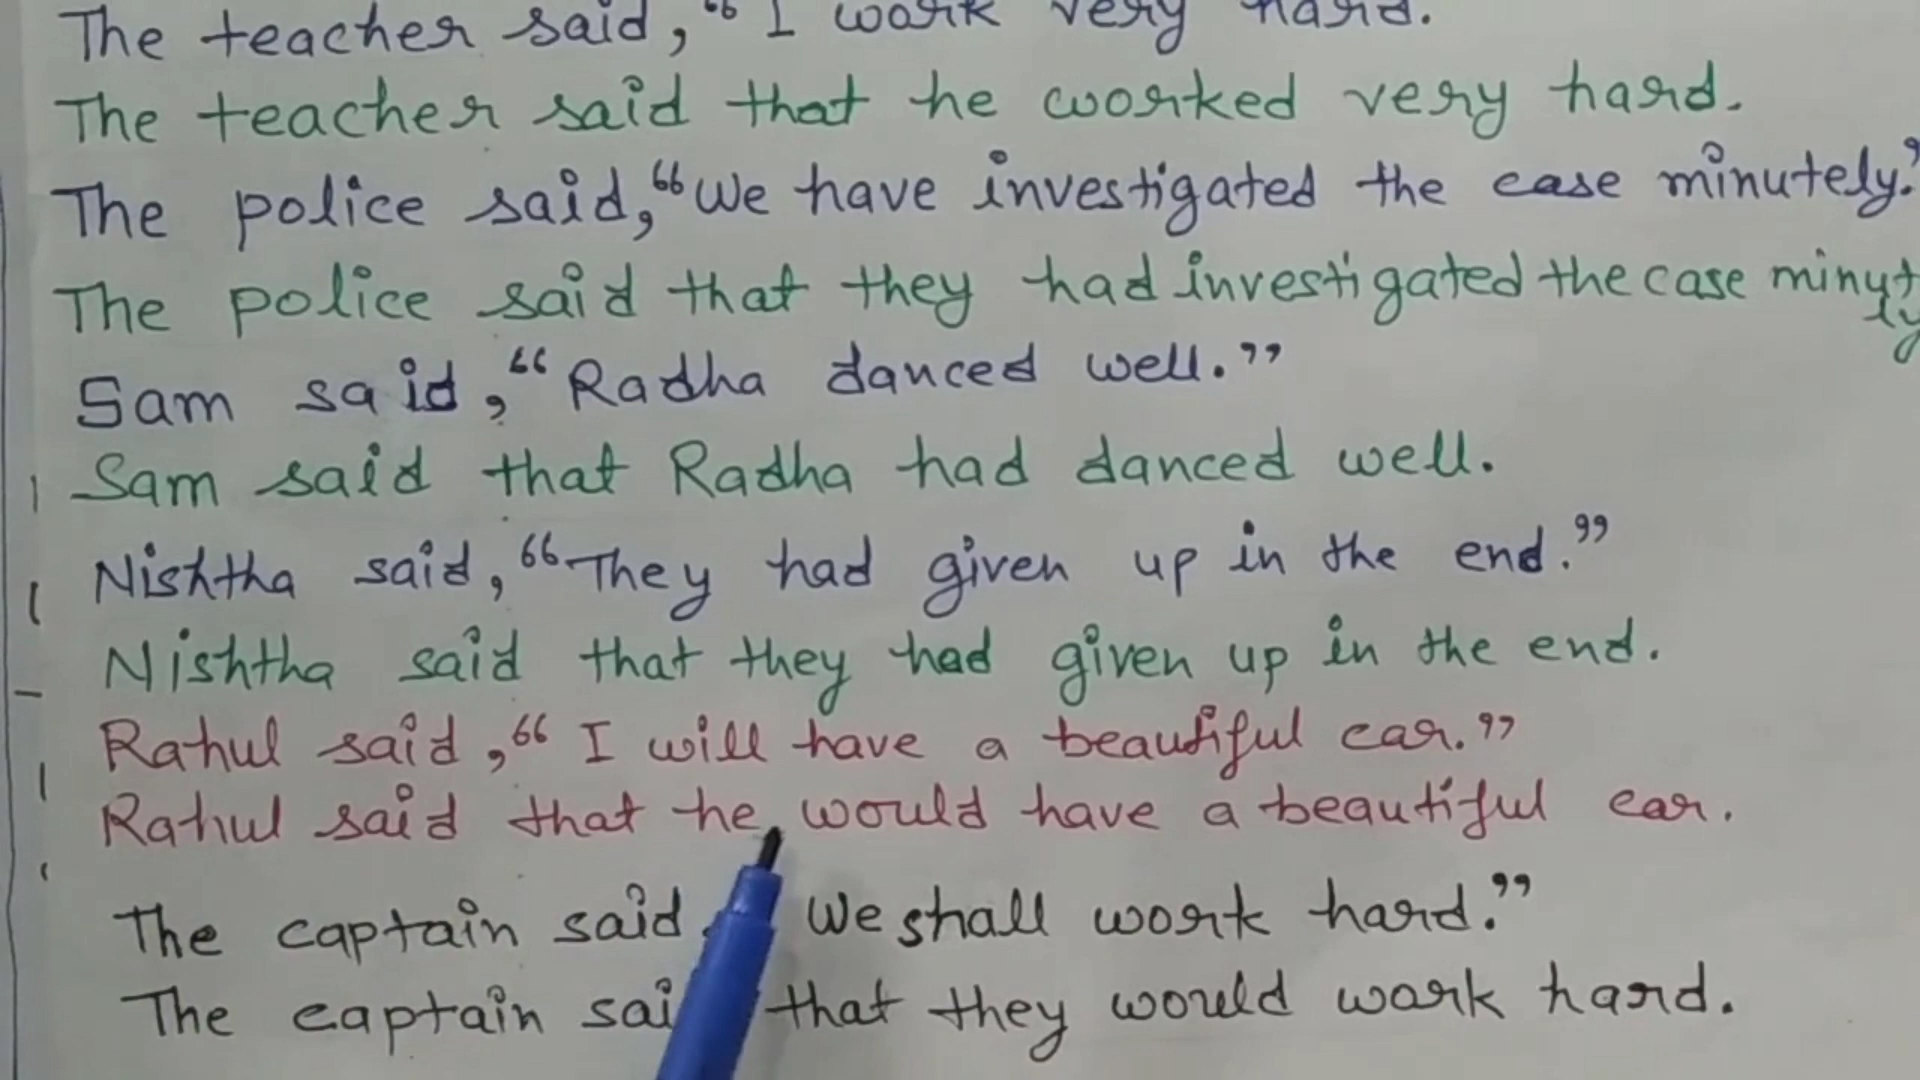 The teacher said, “I work very hard.
The teacher said that he worked very hard.
The police said, “We have investigated the case minutely.”
The police said that they had investigated the case minutly
Sam said, “Radha danced well.”
Sam said that Radha had danced well.
Nishtha said, “They had given up in the end.”
Nishtha said that they had given up in the end.
Rahul said, “I will have a beautiful car.”
Rahul said that he would have a beautiful car.
The captain said, We shall work hard.”
The captain sai that they would work hard.